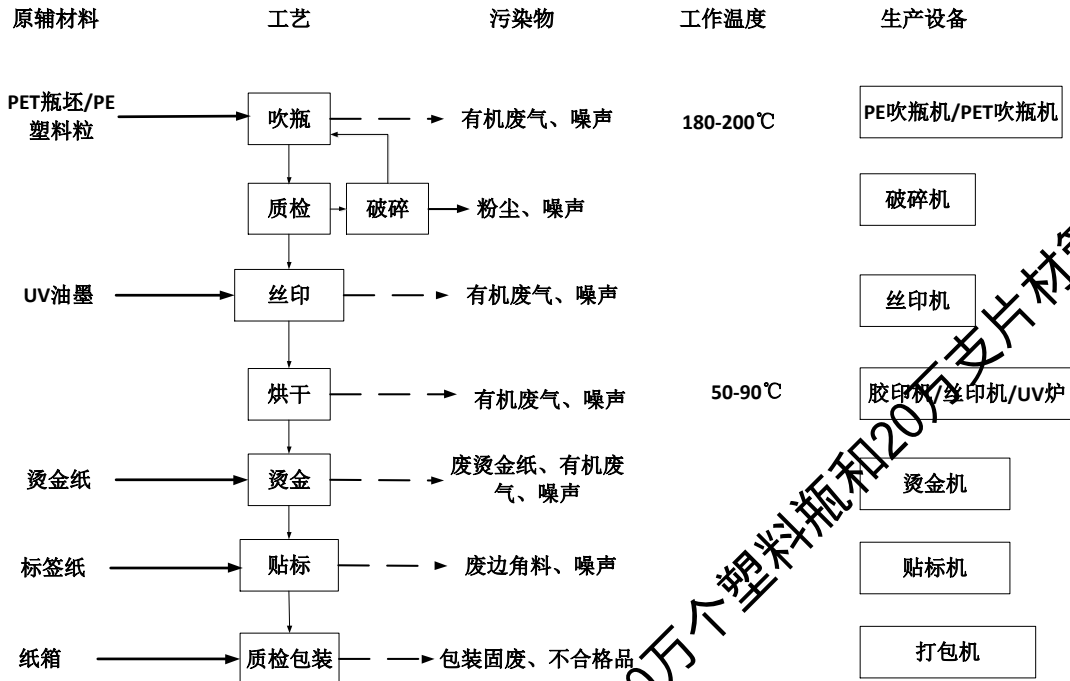 原辅材料 工艺 污染物 工作温度 生产设备
PET瓶坯/PE
塑料粒
吹瓶 有机废气、噪声 180-200℃ PE吹瓶机/PET吹瓶机
质检 破碎 粉尘、噪声 破碎机
UV油墨 丝印 有机废气、噪声 丝印机
烘干 有机废气、噪声 50-90℃ 胶印机/丝印机/UV炉
烫金纸 烫金 废烫金纸、有机废
气、噪声
烫金机
标签纸 贴标 废边角料、噪声 贴标机
纸箱 质检包装 包装固废、不合格品 打包机
0万个塑料瓶和20万支片材